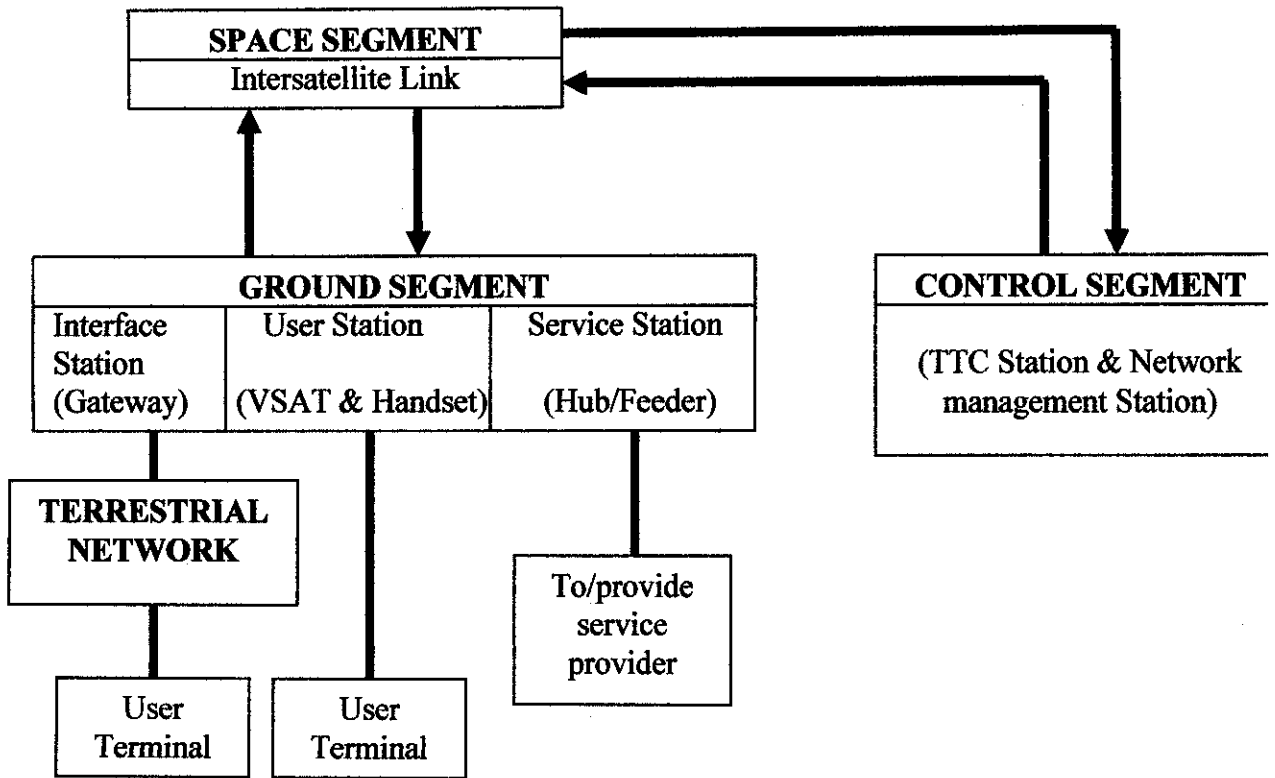 SPACE SEGMENT
Intersatellite Link
GROUND SEGMENT
Interface
Station
(Gateway)
User Station
(VSAT & Handset)
Service Station
(Hub/Feeder)
CONTROL SEGMENT
(TTC Station & Network
management Station)
TERRESTRIAL
NETWORK
To/provide
service
provider
User
Terminal
User
Terminal